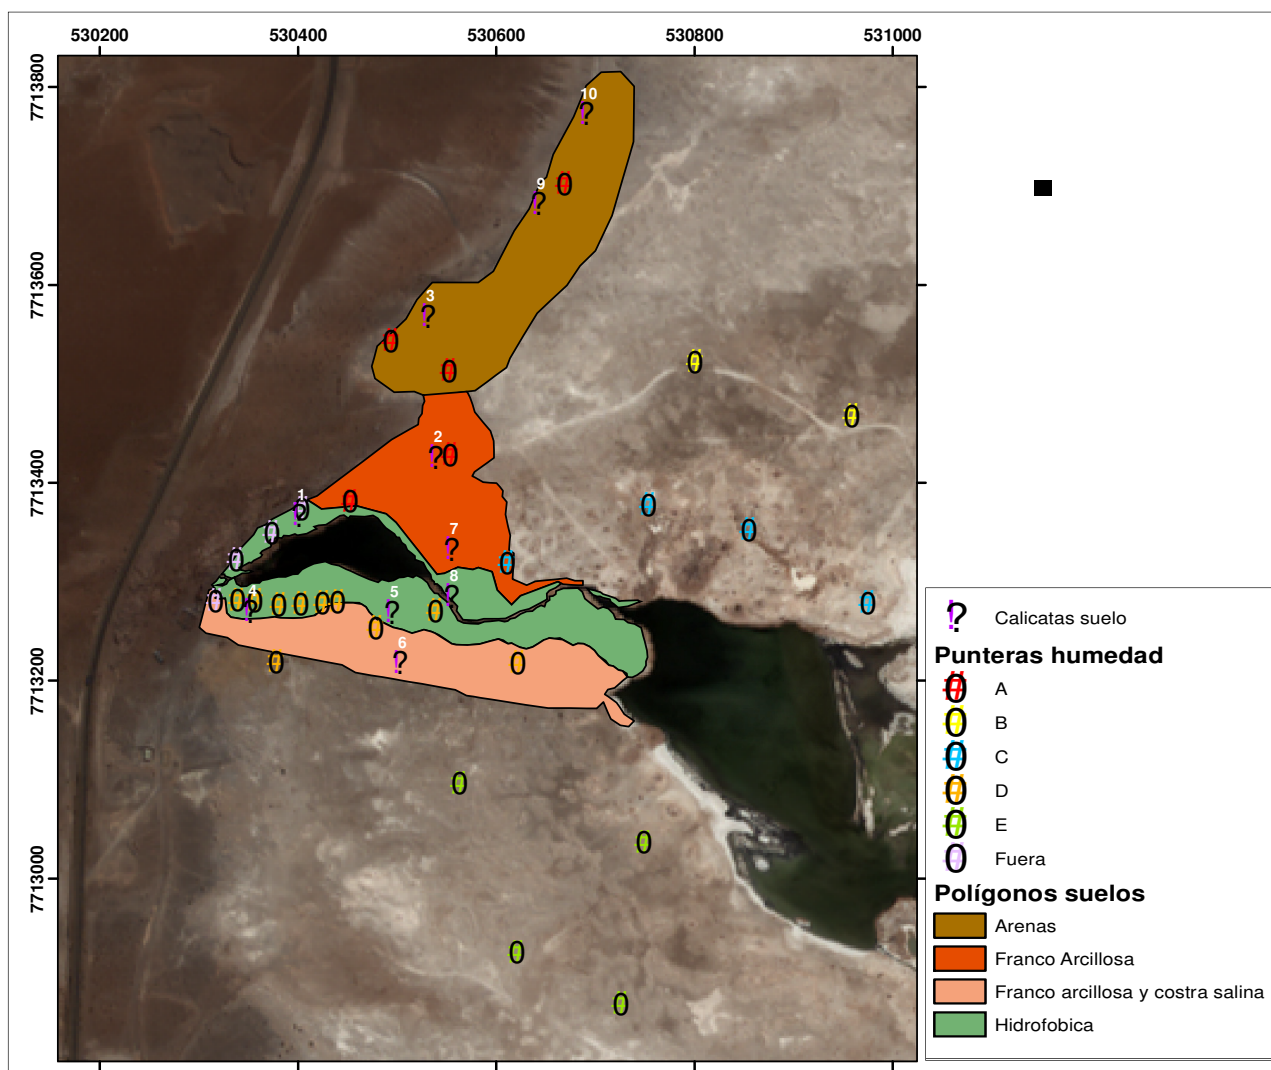 530200 530400 530600 530800 531000
7713800
7713600
7713400
7713200
7713000
10
9
3
2
1
7
8
4
5
6
Calicatas suelo
Punteras humedad
A
B
C
D
E
Fuera
Polígonos suelos
Arenas
Franco Arcillosa
Franco arcillosa y costra salina
Hidrofobica